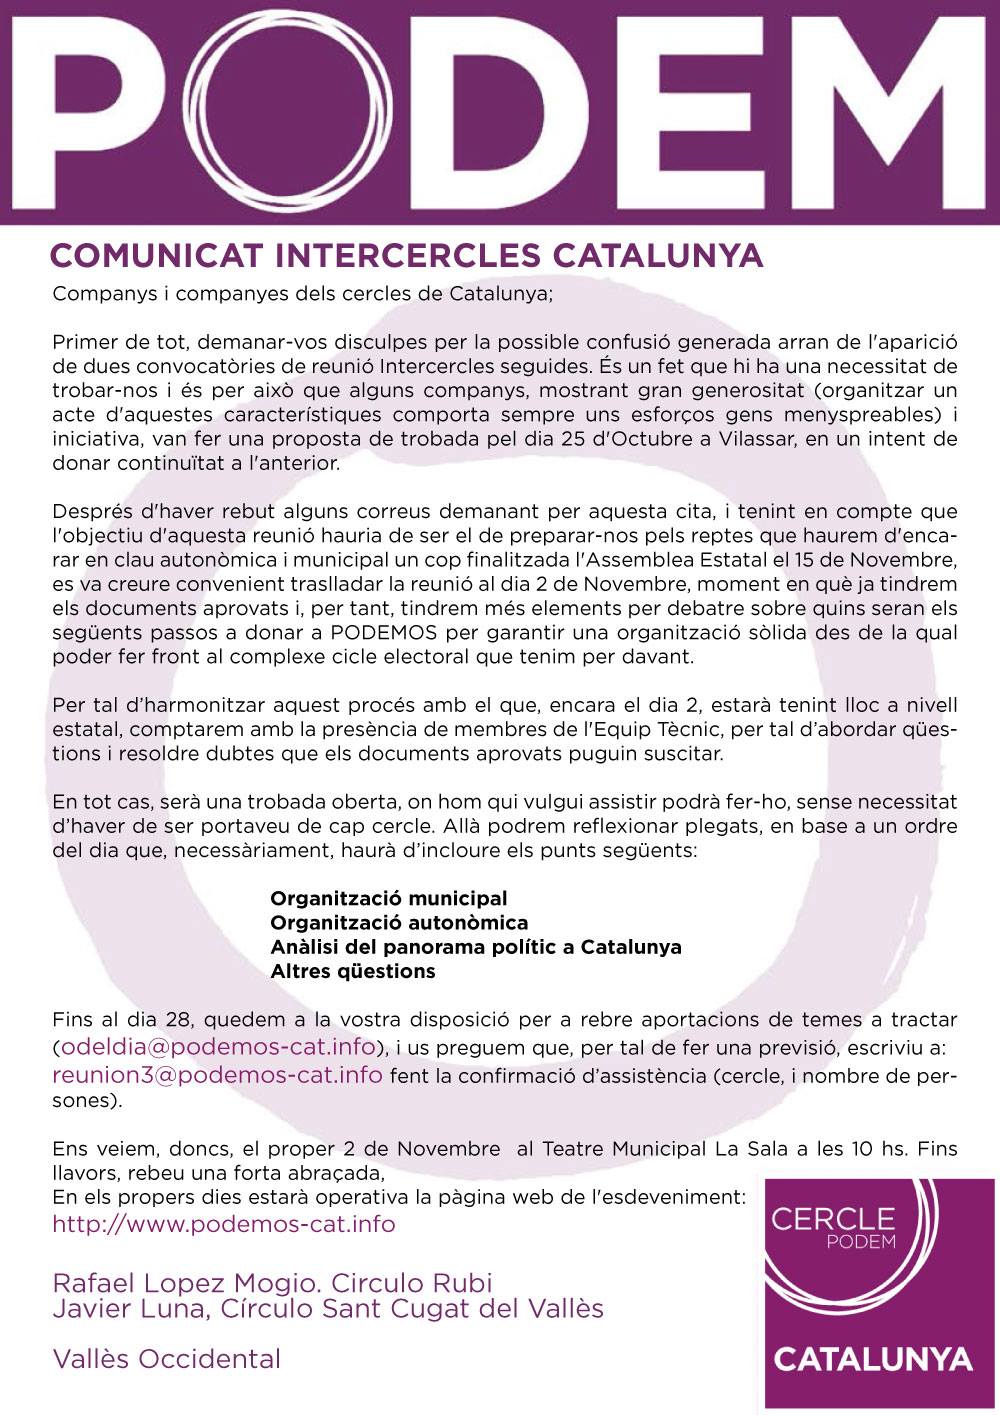 PODEM
COMUNICAT INTERCERCLES CATALUNYA
Companys i companyes dels cercles de Catalunya;
Primer de tot, demanar-vos disculpes per la possible confusió generada arran de l'aparició
de dues convocatòries de reunió Intercercles seguides. És un fet que hi ha una necessitat de
trobar-nos i és per això que alguns companys, mostrant gran generositat (organitzar un
acte d'aquestes característiques comporta sempre uns esforços gens menyspreables) i
iniciativa, van fer una proposta de trobada pel dia 25 d'Octubre a Vilassar, en un intent de
donar continuïtat a l'anterior.
Després d'haver rebut alguns correus demanant per aquesta cita, i tenint en compte que
l'objectiu d'aquesta reunió hauria de ser el de preparar-nos pels reptes que haurem d'enca-
rar en clau autonòmica i municipal un cop finalitzada l'Assemblea Estatal el 15 de Novembre,
es va creure convenient traslladar la reunió al dia 2 de Novembre, moment en què ja tindrem
els documents aprovats i, per tant, tindrem més elements per debatre sobre quins seran els
següents passos a donar a PODEMOS per garantir una organització sòlida des de la qual
poder fer front al complexe cicle electoral que tenim per davant.
Per tal d’harmonitzar aquest procés amb el que, encara el dia 2, estarà tenint lloc a nivell
estatal, comptarem amb la presència de membres de l'Equip Tècnic, per tal d’abordar qües-
tions i resoldre dubtes que els documents aprovats puguin suscitar.
En tot cas, serà una trobada oberta, on hom qui vulgui assistir podrà fer-ho, sense necessitat
d’haver de ser portaveu de cap cercle. Allà podrem reflexionar plegats, en base a un ordre
del dia que, necessàriament, haurà d’incloure els punts següents:
Organització municipal
Organització autonòmica
Anàlisi del panorama polític a Catalunya
Altres qüestions
Fins al dia 28, quedem a la vostra disposició per a rebre aportacions de temes a tractar
(odeldia@podemos-cat.info), i us preguem que, per tal de fer una previsió, escriviu a:
reunion3@podemos-cat.info fent la confirmació d’assistència (cercle, i nombre de per-
sones).
Ens veiem, doncs, el proper 2 de Novembre al Teatre Municipal La Sala a les 10 hs. Fins
llavors, rebeu una forta abraçada,
En els propers dies estarà operativa la pàgina web de l'esdeveniment:
http://www.podemos-cat.info
Rafael Lopez Mogio. Circulo Rubi
Javier Luna, Círculo Sant Cugat del Vallès
Vallès Occidental
CERCLE
PODEM
CATALUNYA